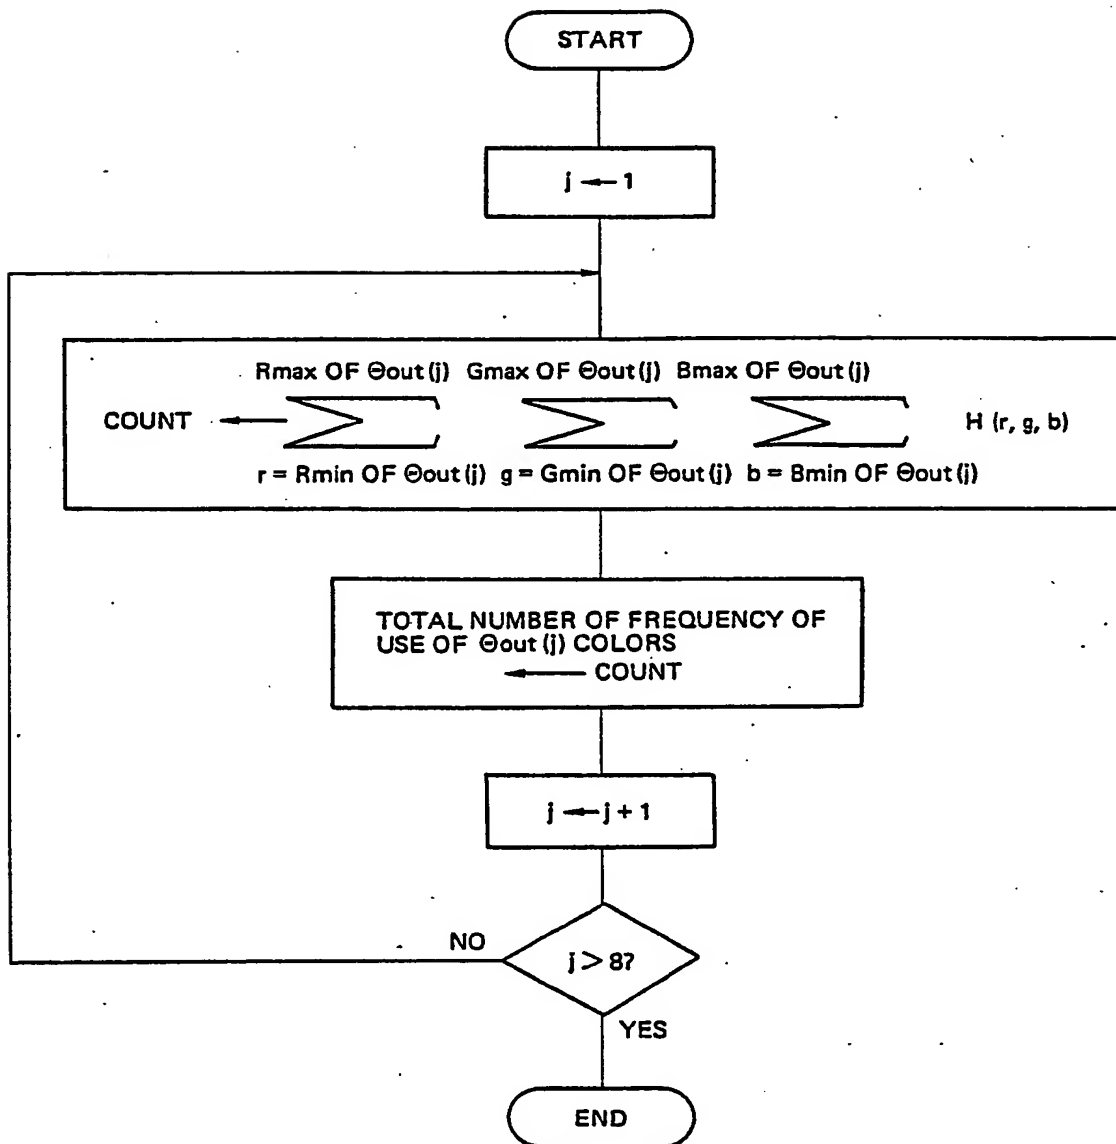 START
j ← 1
Rmax OF Θout (j) Gmax OF Θout (j) Bmax OF Θout (j)
COUNT ← Σ Σ Σ H (r, g, b)
r = Rmin OF Θout (j) g = Gmin OF Θout (j) b = Bmin OF Θout (j)
TOTAL NUMBER OF FREQUENCY OF
USE OF Θout (j) COLORS
← COUNT
j ← j + 1
NO
j > 8?
YES
END